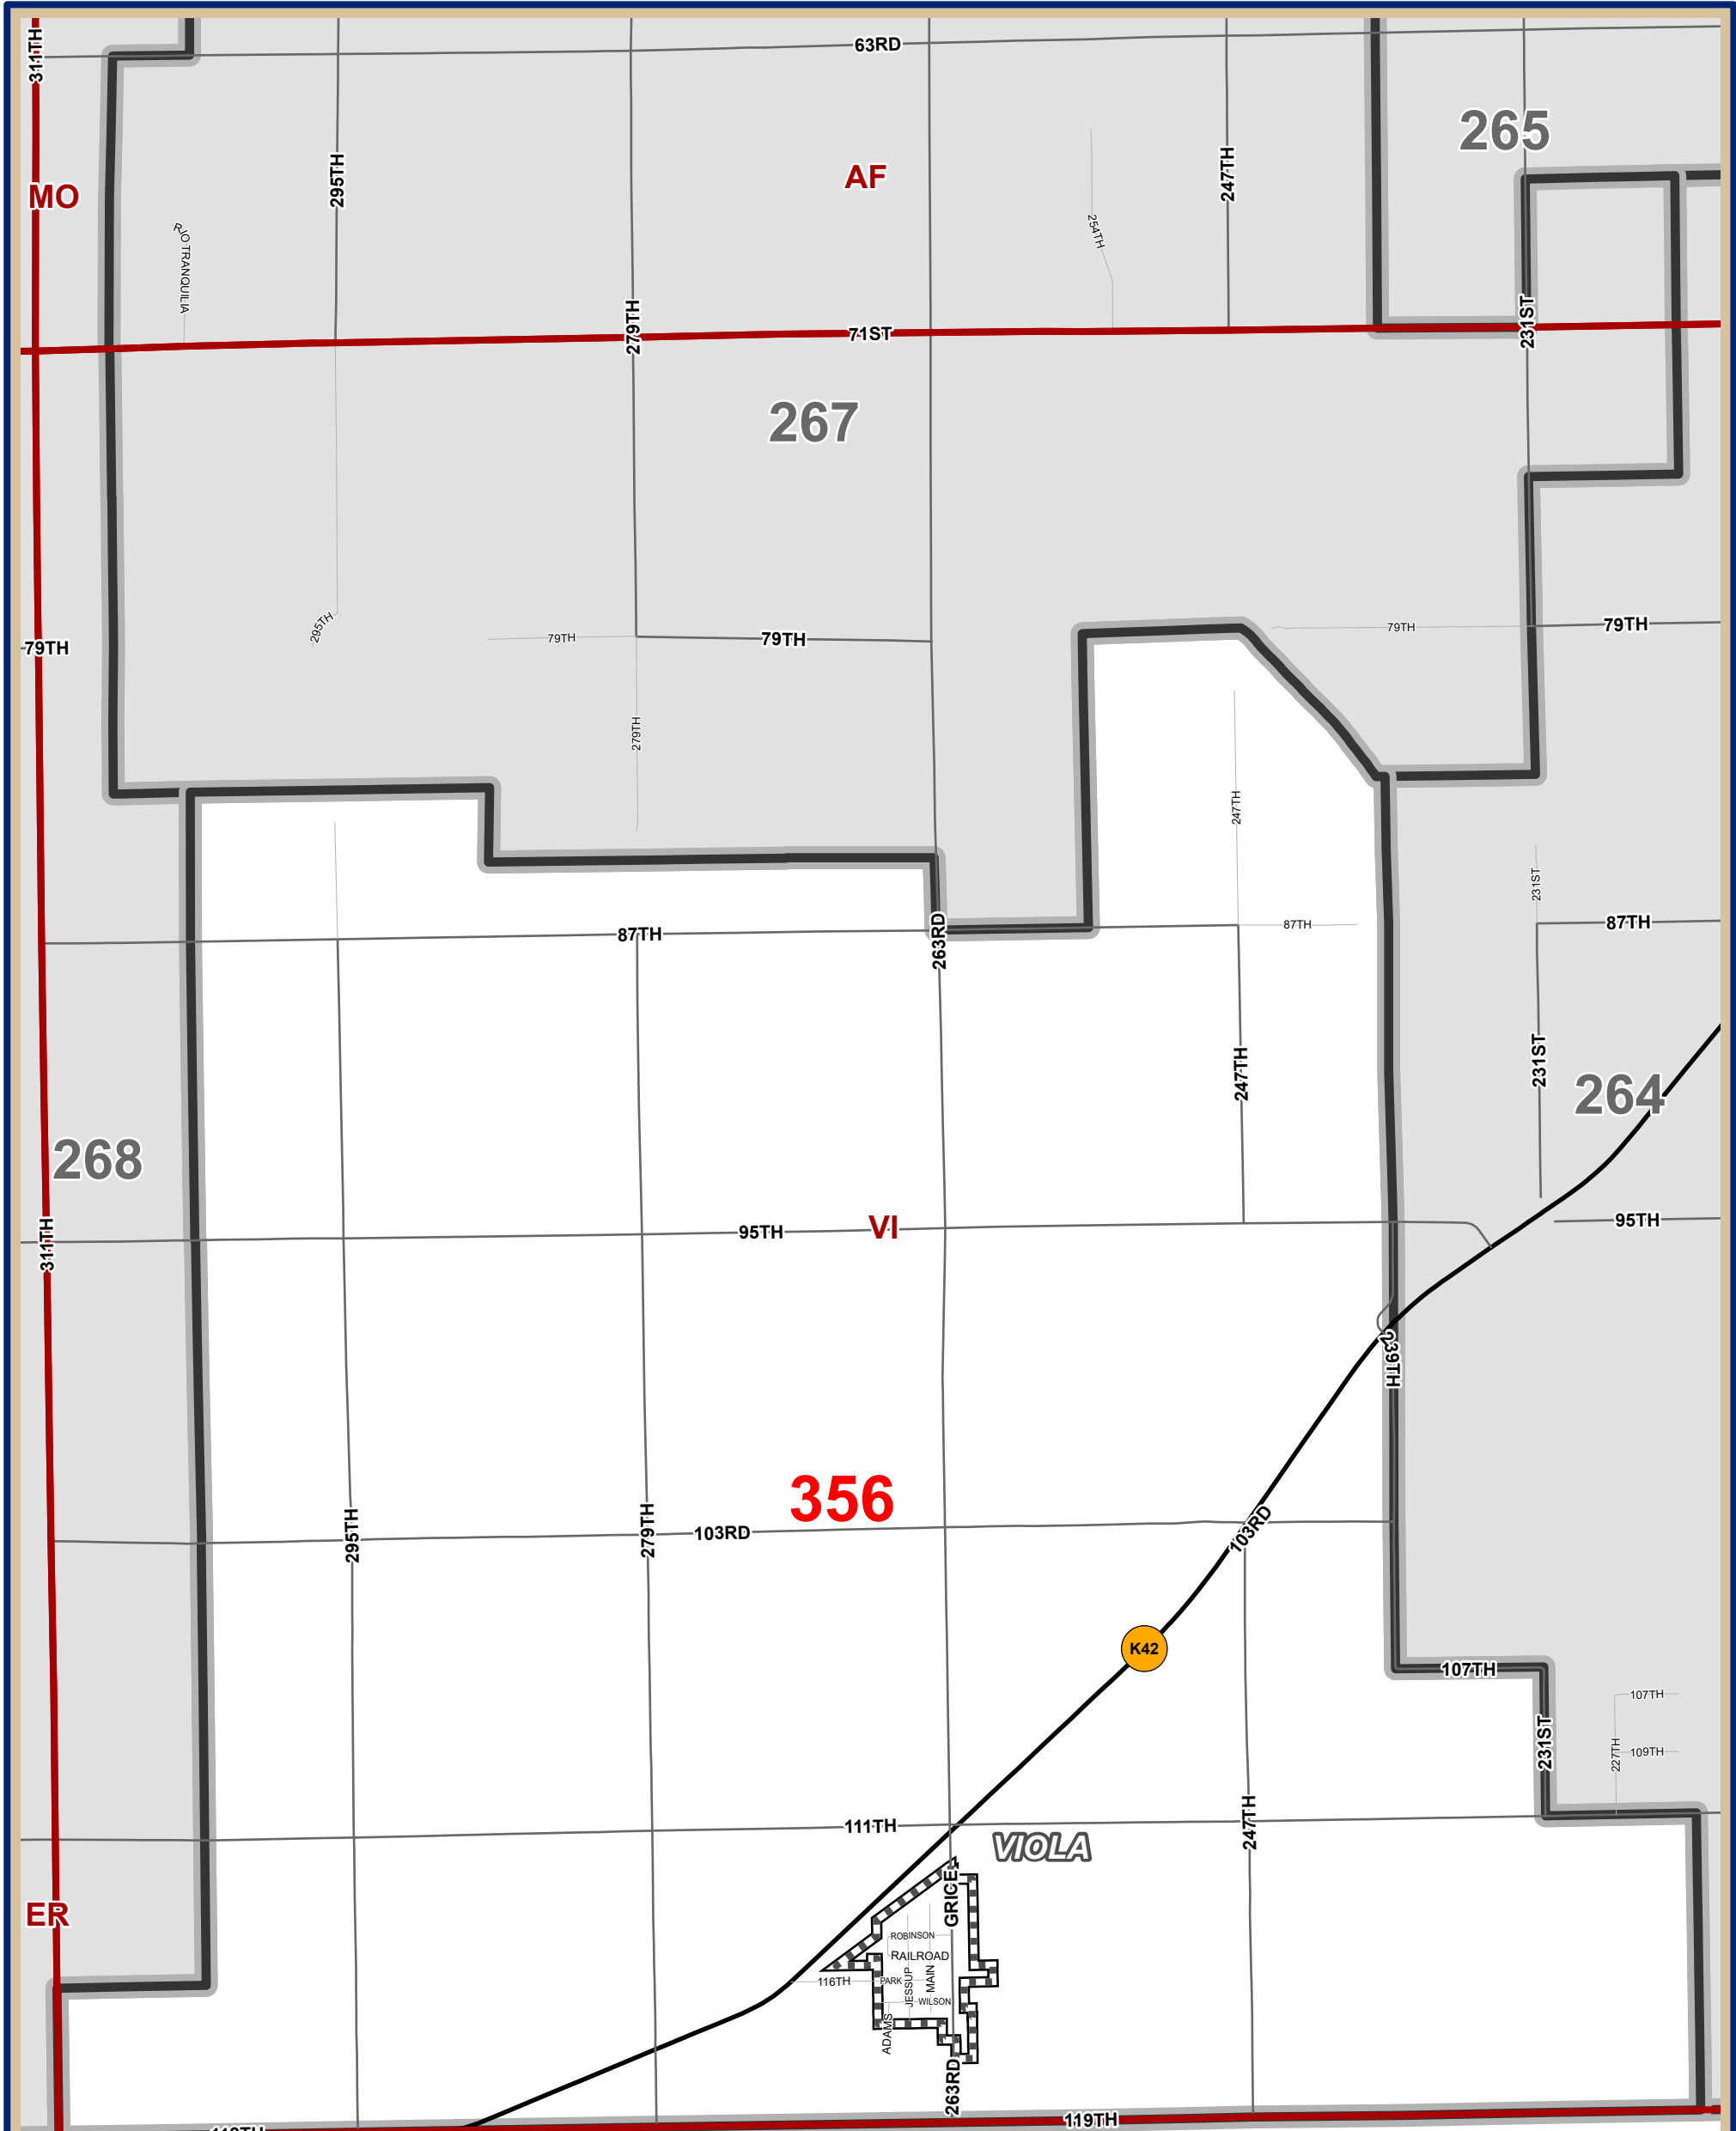 311TH
63RD
265
295TH
247TH
AF
MO
254TH
RIO TRANQUILIA
279TH
71ST
231ST
267
295TH
79TH
79TH
79TH
79TH
79TH
279TH
247TH
231ST
87TH
263RD
87TH
87TH
247TH
231ST
264
268
311TH
95TH
VI
95TH
239TH
356
295TH
279TH
103RD
103RD
K42
107TH
107TH
231ST
227TH
109TH
111TH
247TH
VIOLA
GRICE
ER
ROBINSON
RAILROAD
116TH
PARK
JESSUP
MAIN
WILSON
ADAMS
263RD
119TH
119TH